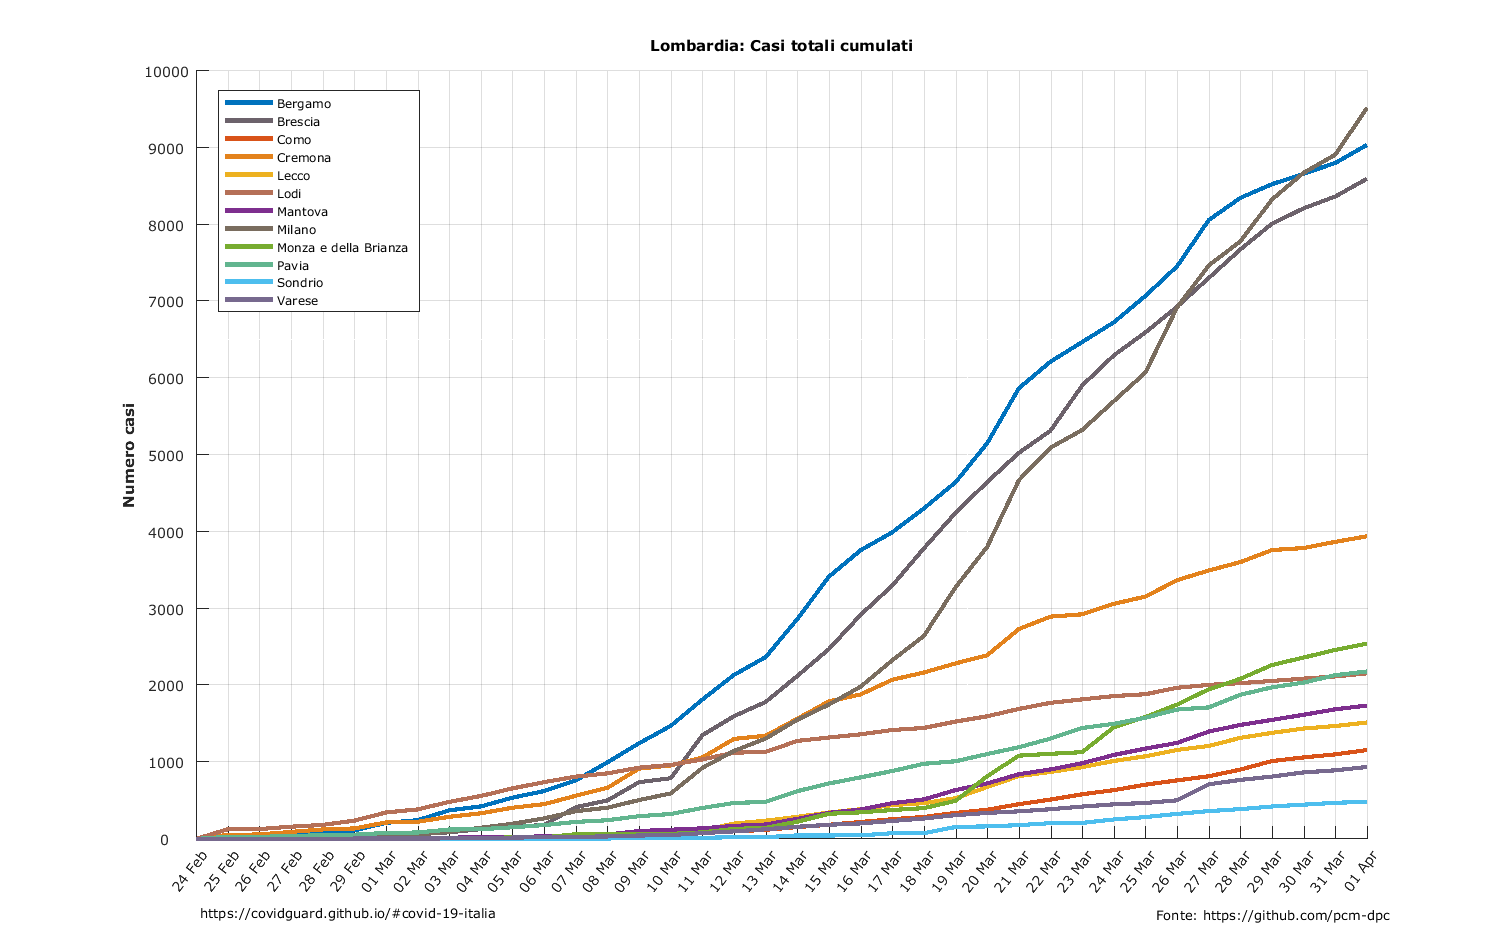 Lombardia: Casi totali cumulati
10000
9000
8000
7000
6000
5000
4000
3000
2000
1000
0
Numero casi
Bergamo
Brescia
Como
Cremona
Lecco
Lodi
Mantova
Milano
Monza e della Brianza
Pavia
Sondrio
Varese
24 Feb
25 Feb
26 Feb
27 Feb
28 Feb
29 Feb
01 Mar
02 Mar
03 Mar
04 Mar
05 Mar
06 Mar
07 Mar
08 Mar
09 Mar
10 Mar
11 Mar
12 Mar
13 Mar
14 Mar
15 Mar
16 Mar
17 Mar
18 Mar
19 Mar
20 Mar
21 Mar
22 Mar
23 Mar
24 Mar
25 Mar
26 Mar
27 Mar
28 Mar
29 Mar
30 Mar
31 Mar
01 Apr
https://covidguard.github.io/#covid-19-italia
Fonte: https://github.com/pcm-dpc